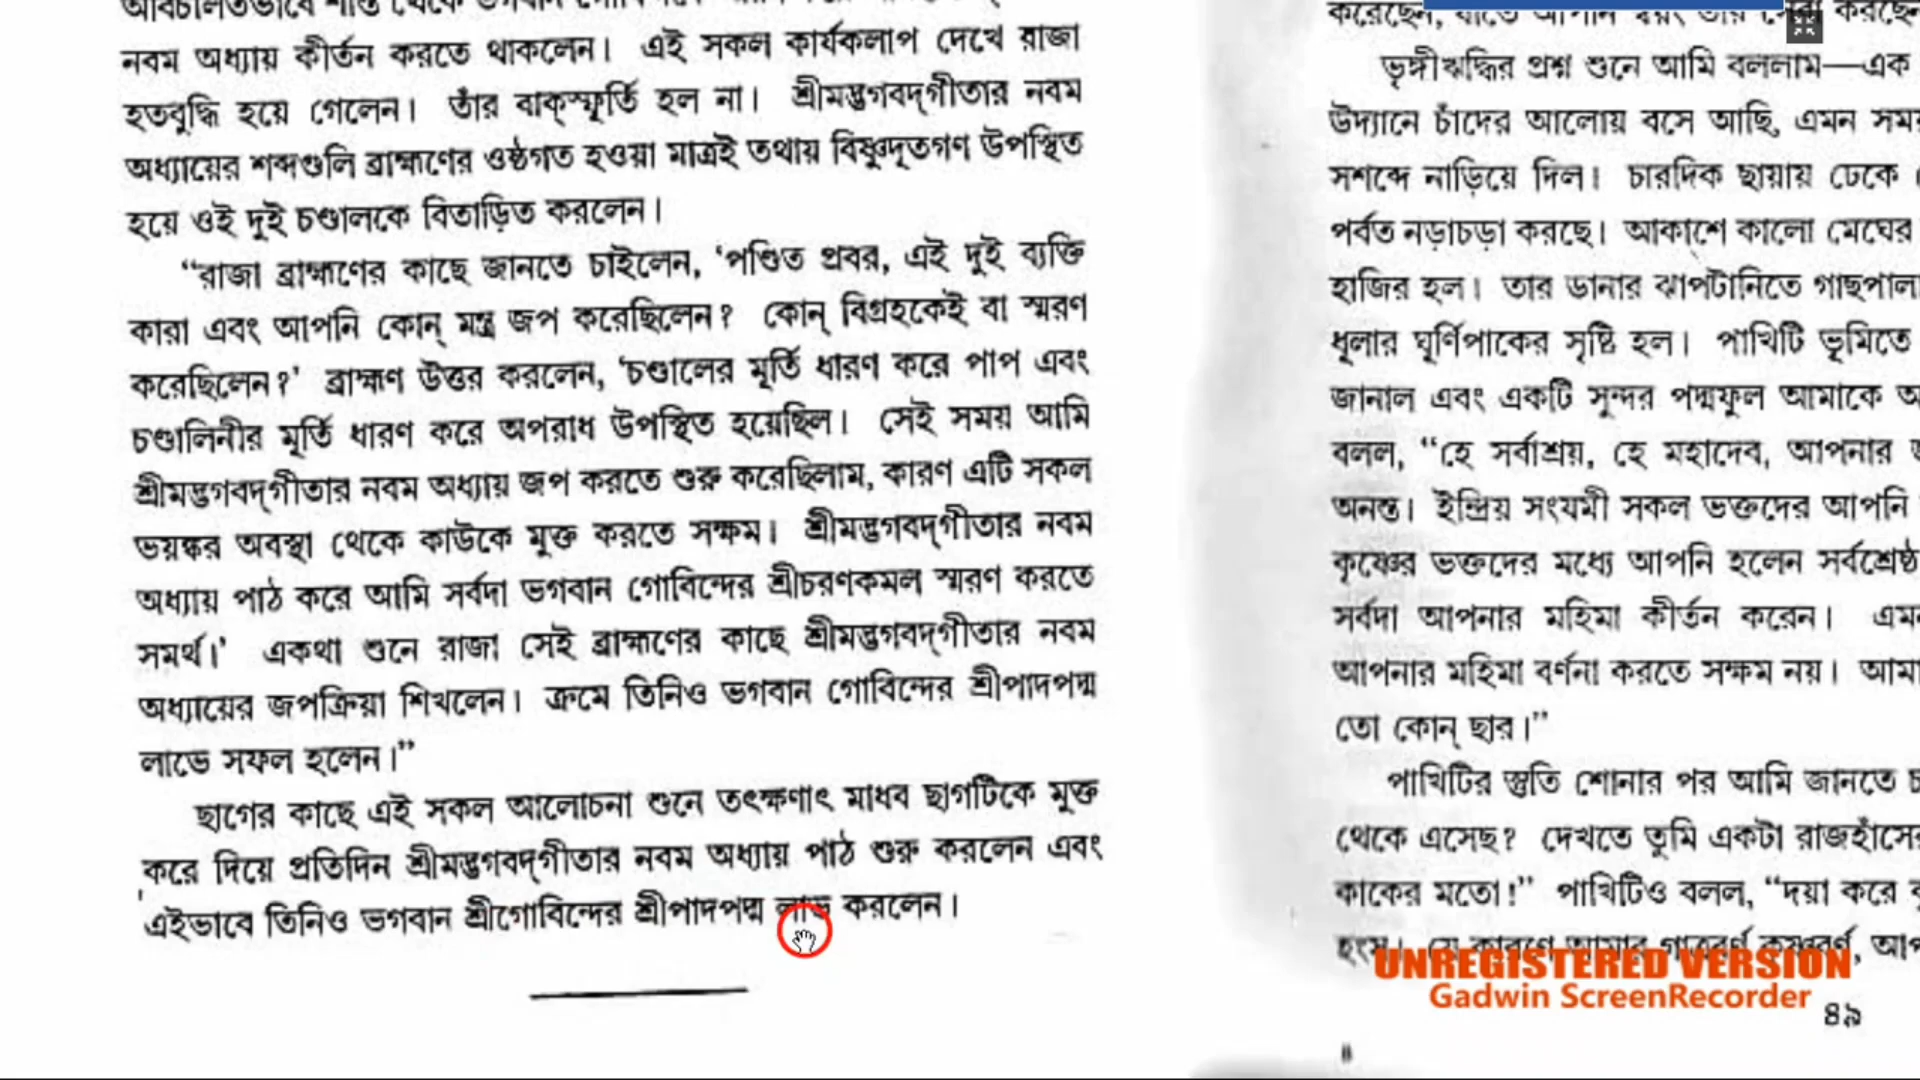 নবম অধ্যায় কীর্তন করতে থাকলেন। এই সকল কার্যকলাপ দেখে রাজা
হতবুদ্ধি হয়ে গেলেন। তাঁর বাক্‌স্ফূর্তি হল না। শ্রীমদ্ভগবদ্‌গীতার নবম
অধ্যায়ের শব্দগুলি ব্রাহ্মণের ওষ্ঠগত হওয়া মাত্রই তথায় বিষ্ণুদূতগণ উপস্থিত
হয়ে ওই দুই চণ্ডালকে বিতাড়িত করলেন।
“রাজা ব্রাহ্মণের কাছে জানতে চাইলেন, ‘পণ্ডিত প্রবর, এই দুই ব্যক্তি
কারা এবং আপনি কোন্ মন্ত্র জপ করেছিলেন? কোন্ বিগ্রহকেই বা স্মরণ
করেছিলেন?’ ব্রাহ্মণ উত্তর করলেন, ‘চণ্ডালের মূর্তি ধারণ করে পাপ এবং
চণ্ডালিনীর মূর্তি ধারণ করে অপরাধ উপস্থিত হয়েছিল। সেই সময় আমি
শ্রীমদ্ভগবদ্‌গীতার নবম অধ্যায় জপ করতে শুরু করেছিলাম, কারণ এটি সকল
ভয়ঙ্কর অবস্থা থেকে কাউকে মুক্ত করতে সক্ষম। শ্রীমদ্ভগবদ্‌গীতার নবম
অধ্যায় পাঠ করে আমি সর্বদা ভগবান গোবিন্দের শ্রীচরণকমল স্মরণ করতে
সমর্থ।’ একথা শুনে রাজা সেই ব্রাহ্মণের কাছে শ্রীমদ্ভগবদ্‌গীতার নবম
অধ্যায়ের জপক্রিয়া শিখলেন। ক্রমে তিনিও ভগবান গোবিন্দের শ্রীপাদপদ্ম
লাভে সফল হলেন।”
ছাগের কাছে এই সকল আলোচনা শুনে তৎক্ষণাৎ মাধব ছাগটিকে মুক্ত
করে দিয়ে প্রতিদিন শ্রীমদ্ভগবদ্‌গীতার নবম অধ্যায় পাঠ শুরু করলেন এবং
এইভাবে তিনিও ভগবান শ্রীগোবিন্দের শ্রীপাদপদ্ম লাভ করলেন।
ভৃঙ্গীঋদ্ধির প্রশ্ন শুনে আমি বললাম—এক
উদ্যানে চাঁদের আলোয় বসে আছি, এমন সময়
সশব্দে নাড়িয়ে দিল। চারদিক ছায়ায় ঢেকে
পর্বত নড়াচড়া করছে। আকাশে কালো মেঘের
হাজির হল। তার ডানার ঝাপটানিতে গাছপালা
ধূলার ঘূর্ণিপাকের সৃষ্টি হল। পাখিটি ভূমিতে
জানাল এবং একটি সুন্দর পদ্মফুল আমাকে
বলল, “হে সর্বাশ্রয়, হে মহাদেব, আপনার
অনন্ত। ইন্দ্রিয় সংযমী সকল ভক্তদের আপনি
কৃষ্ণের ভক্তদের মধ্যে আপনি হলেন সর্বশ্রেষ্ঠ
সর্বদা আপনার মহিমা কীর্তন করেন।
আপনার মহিমা বর্ণনা করতে সক্ষম নয়।
তো কোন্ ছার।”
পাখিটির স্তুতি শোনার পর আমি জানতে
থেকে এসেছ? দেখতে তুমি একটা রাজহাঁসের
কাকের মতো!” পাখিটিও বলল, “দয়া করে
UNREGISTERED VERSION
Gadwin ScreenRecorder
৪৯